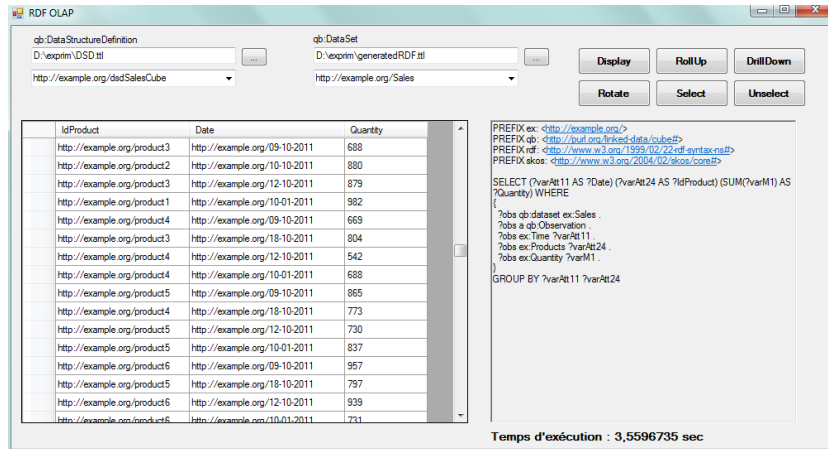 RDF OLAP
qb:DataStructureDefinition
qb:DataSet
D:\exprim\DSD.ttl
...
D:\exprim\generatedRDF.ttl
...
Display
RollUp
DrillDown
http://example.org/dsdSalesCube
http://example.org/Sales
Rotate
Select
Unselect
IdProduct Date Quantity
http://example.org/product3 http://example.org/09-10-2011 688
http://example.org/product2 http://example.org/10-10-2011 880
http://example.org/product3 http://example.org/12-10-2011 879
http://example.org/product1 http://example.org/10-01-2011 982
http://example.org/product4 http://example.org/09-10-2011 669
http://example.org/product3 http://example.org/18-10-2011 804
http://example.org/product4 http://example.org/12-10-2011 542
http://example.org/product4 http://example.org/10-01-2011 688
http://example.org/product5 http://example.org/09-10-2011 865
http://example.org/product4 http://example.org/18-10-2011 773
http://example.org/product5 http://example.org/12-10-2011 730
http://example.org/product5 http://example.org/10-01-2011 837
http://example.org/product6 http://example.org/09-10-2011 957
http://example.org/product5 http://example.org/18-10-2011 797
http://example.org/product6 http://example.org/12-10-2011 939
http://example.org/product6 http://example.org/10-01-2011 731
PREFIX ex: <http://example.org/>
PREFIX qb: <http://purl.org/linked-data/cube#>
PREFIX rdf: <http://www.w3.org/1999/02/22-rdf-syntax-ns#>
PREFIX skos: <http://www.w3.org/2004/02/skos/core#>
SELECT (?varAtt11 AS ?Date) (?varAtt24 AS ?IdProduct) (SUM(?varM1) AS
?Quantity) WHERE
{
?obs qb:dataset ex:Sales .
?obs a qb:Observation .
?obs ex:Time ?varAtt11 .
?obs ex:Products ?varAtt24 .
?obs ex:Quantity ?varM1 .
}
GROUP BY ?varAtt11 ?varAtt24
Temps d'exécution : 3,5596735 sec